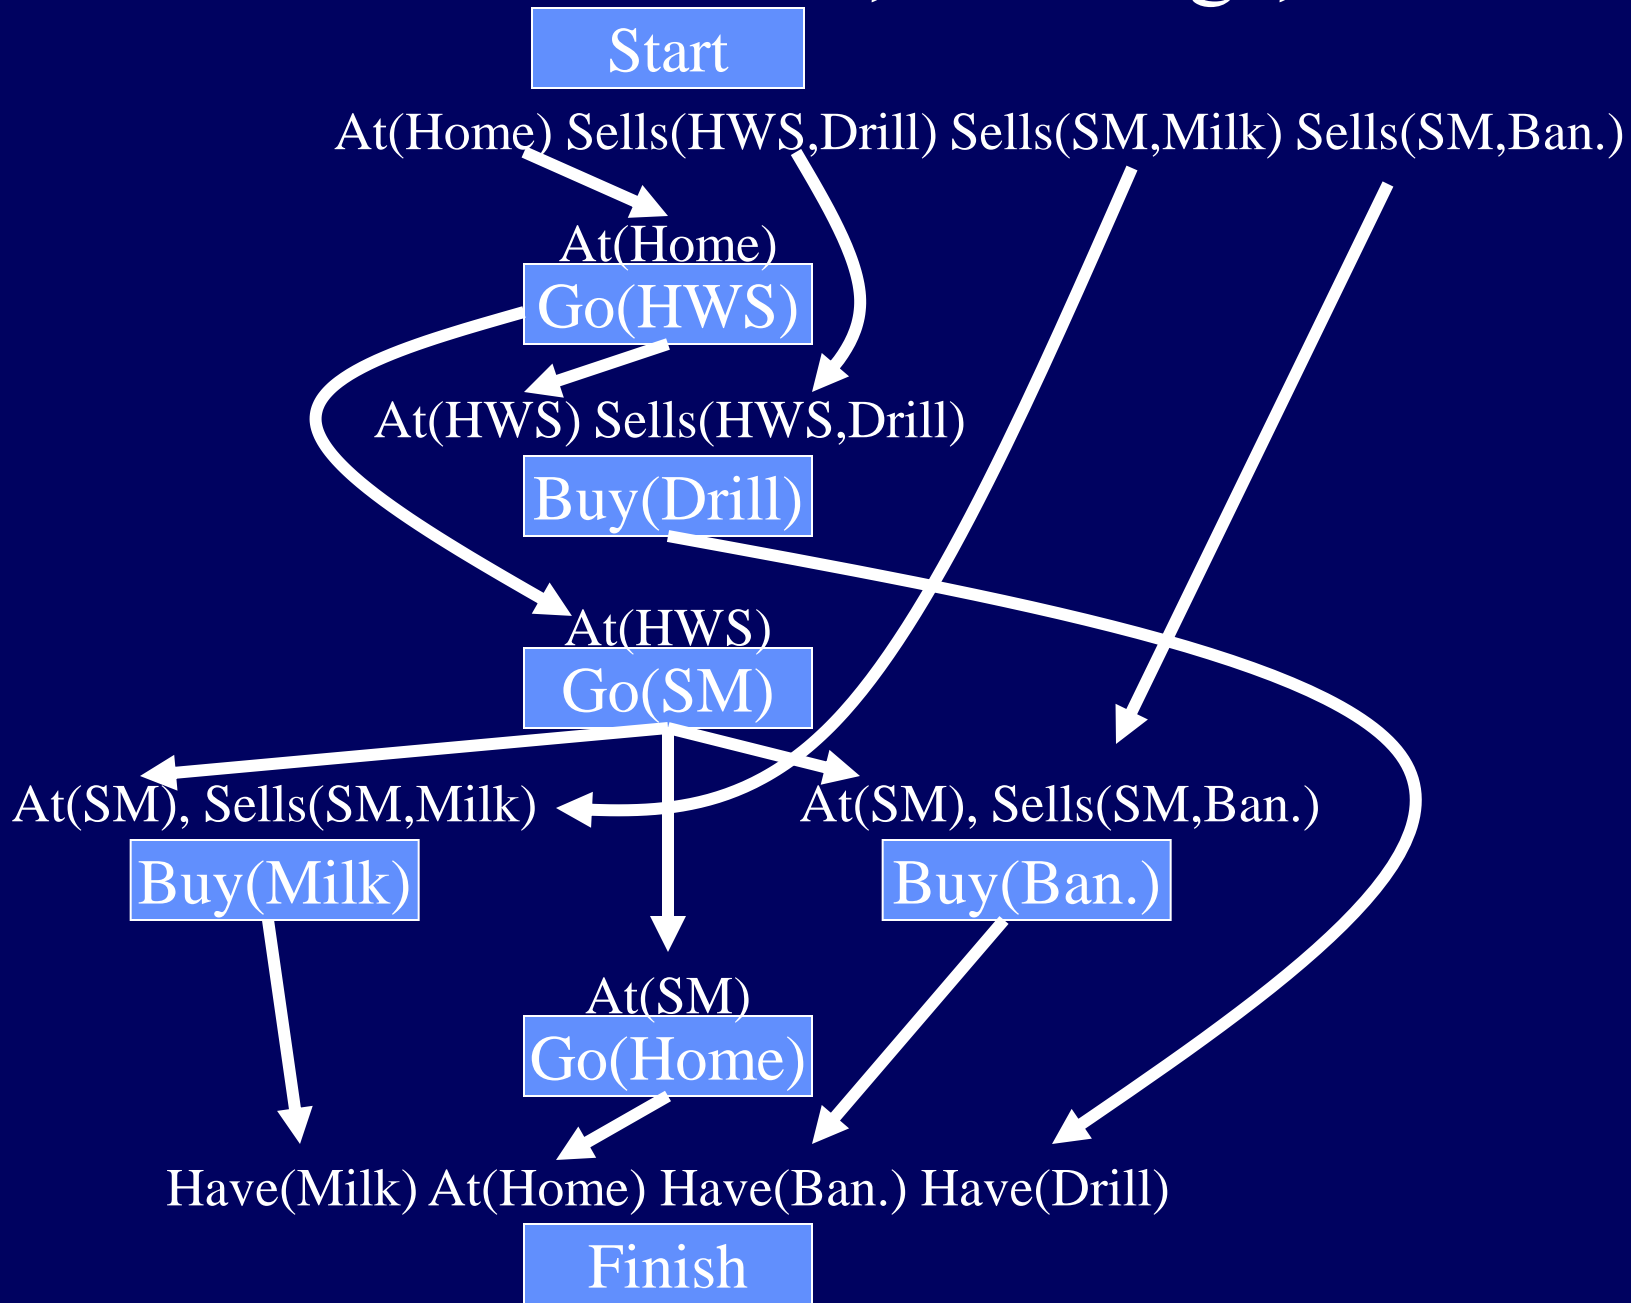 Start
At(Home) Sells(HWS,Drill) Sells(SM,Milk) Sells(SM,Ban.)
At(Home)
Go(HWS)
At(HWS) Sells(HWS,Drill)
Buy(Drill)
At(HWS)
Go(SM)
At(SM), Sells(SM,Milk)
At(SM), Sells(SM,Ban.)
Buy(Milk)
Buy(Ban.)
At(SM)
Go(Home)
Have(Milk) At(Home) Have(Ban.) Have(Drill)
Finish